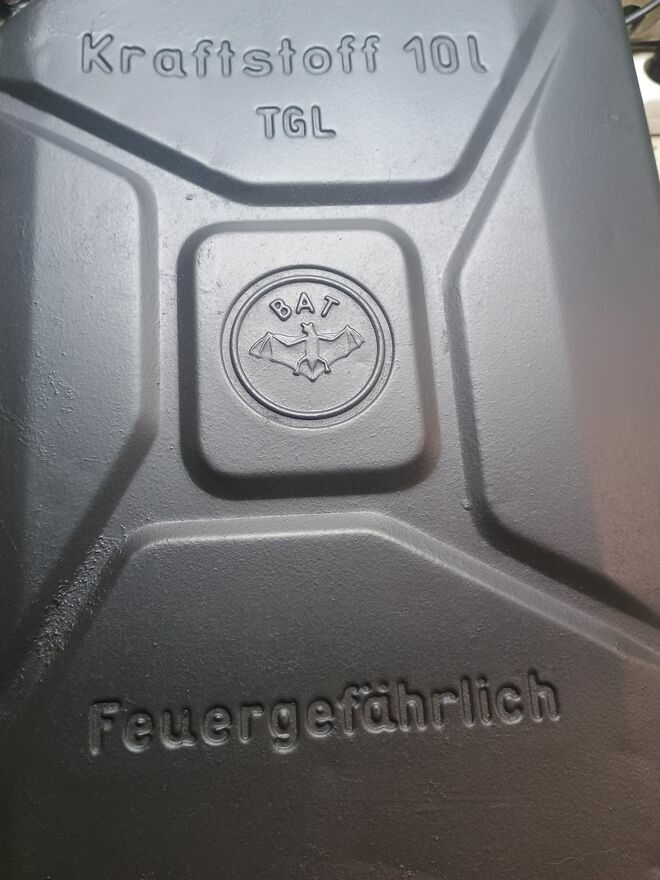 Kraftstoff 10l
TGL
BAT
Feuergefährlich